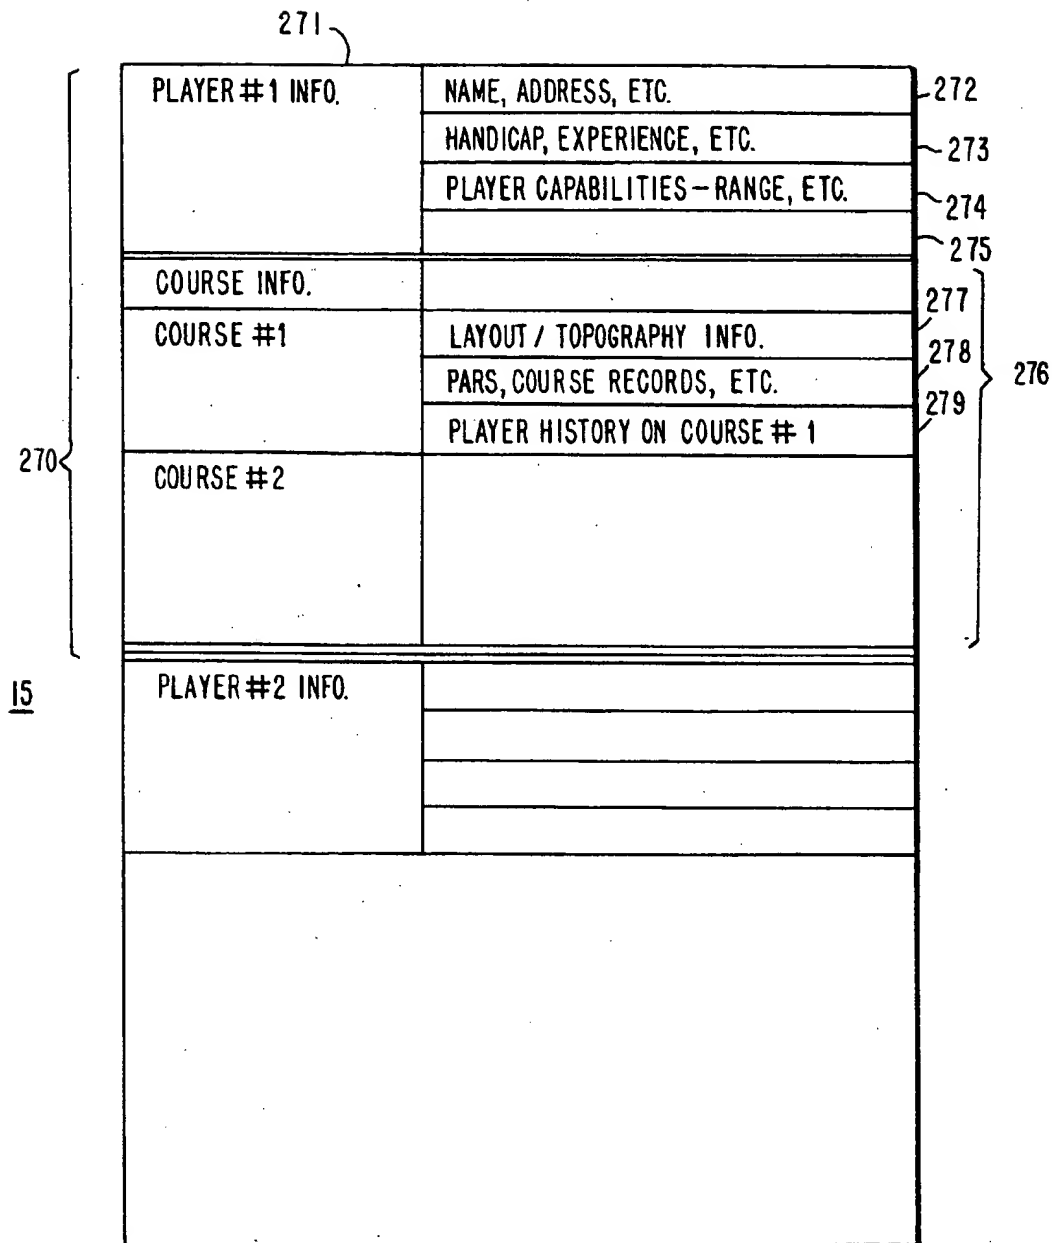 271
PLAYER #1 INFO. NAME, ADDRESS, ETC. 272
HANDICAP, EXPERIENCE, ETC. 273
PLAYER CAPABILITIES—RANGE, ETC. 274
275
COURSE INFO.
277
COURSE #1 LAYOUT / TOPOGRAPHY INFO.
278
PARS, COURSE RECORDS, ETC. 276
279
PLAYER HISTORY ON COURSE # 1
270
COURSE #2
PLAYER #2 INFO.
15